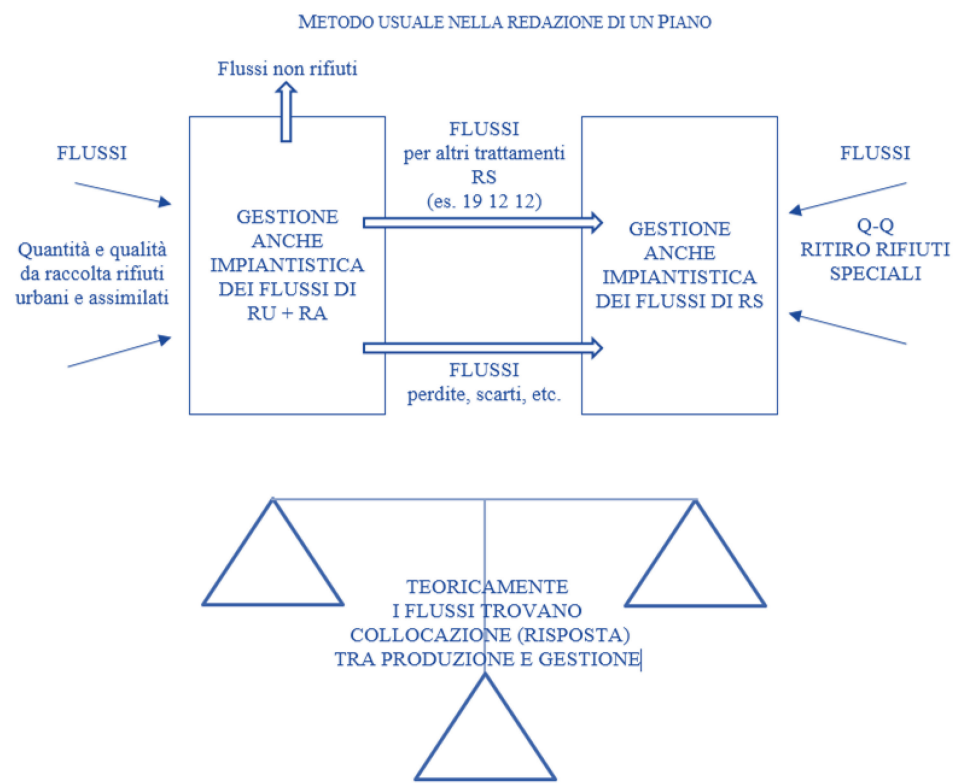 METODO USUALE NELLA REDAZIONE DI UN PIANO
Flussi non rifiuti
FLUSSI
Quantità e qualità
da raccolta rifiuti
urbani e assimilati
GESTIONE
ANCHE
IMPIANTISTICA
DEI FLUSSI DI
RU + RA
FLUSSI
per altri trattamenti
RS
(es. 19 12 12)
FLUSSI
perdite, scarti, etc.
GESTIONE
ANCHE
IMPIANTISTICA
DEI FLUSSI DI RS
FLUSSI
Q-Q
RITIRO RIFIUTI
SPECIALI
TEORICAMENTE
I FLUSSI TROVANO
COLLOCAZIONE (RISPOSTA)
TRA PRODUZIONE E GESTIONE